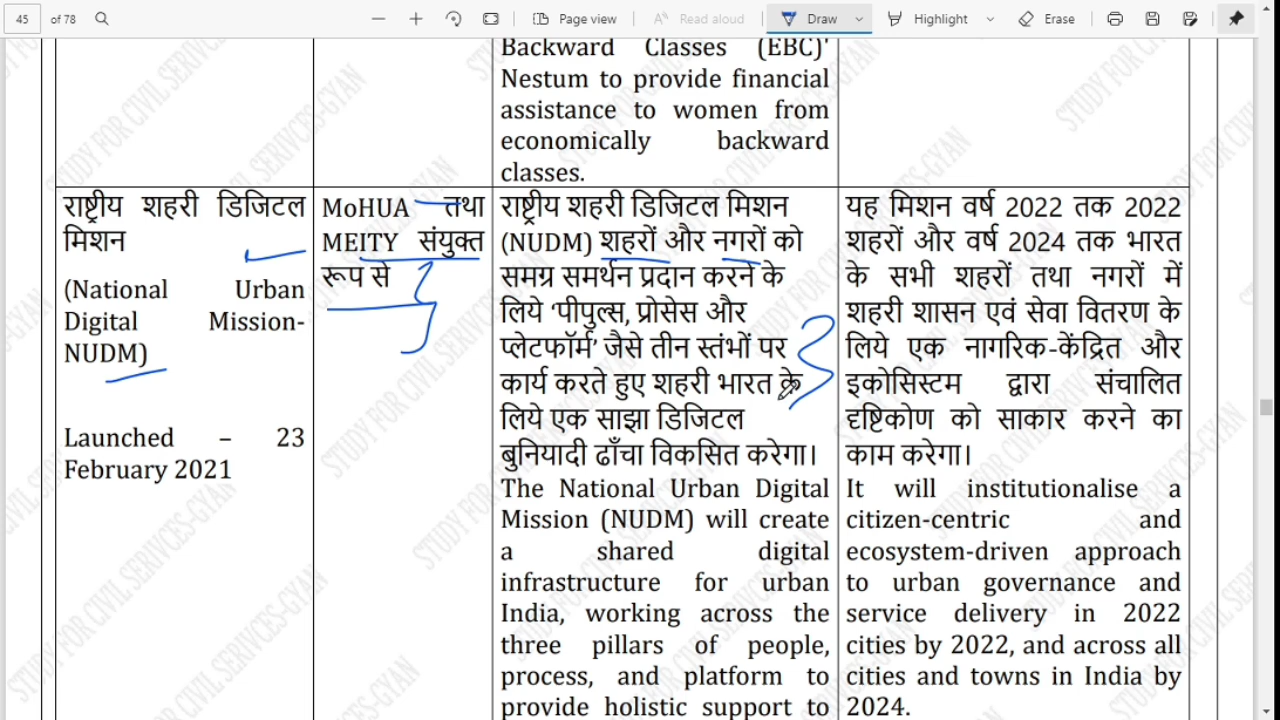 45 of 78
Page view
Read aloud
Draw
Highlight
Erase
Backward Classes (EBC)'
Nestum to provide financial
assistance to women from
economically backward
classes.
राष्ट्रीय शहरी डिजिटल
मिशन
(National Urban
Digital Mission-
NUDM)
Launched – 23
February 2021
MoHUA तथा
MEITY संयुक्त
रूप से
राष्ट्रीय शहरी डिजिटल मिशन
(NUDM) शहरों और नगरों को
समग्र समर्थन प्रदान करने के
लिये ‘पीपुल्स, प्रोसेस और
प्लेटफॉर्म’ जैसे तीन स्तंभों पर
कार्य करते हुए शहरी भारत के
लिये एक साझा डिजिटल
बुनियादी ढाँचा विकसित करेगा।
The National Urban Digital
Mission (NUDM) will create
a shared digital
infrastructure for urban
India, working across the
three pillars of people,
process, and platform to
provide holistic support to
यह मिशन वर्ष 2022 तक 2022
शहरों और वर्ष 2024 तक भारत
के सभी शहरों तथा नगरों में
शहरी शासन एवं सेवा वितरण के
लिये एक नागरिक-केंद्रित और
इकोसिस्टम द्वारा संचालित
दृष्टिकोण को साकार करने का
काम करेगा।
It will institutionalise a
citizen-centric and
ecosystem-driven approach
to urban governance and
service delivery in 2022
cities by 2022, and across all
cities and towns in India by
2024.
STUDY FOR CIVIL SERIVCES-GYAN